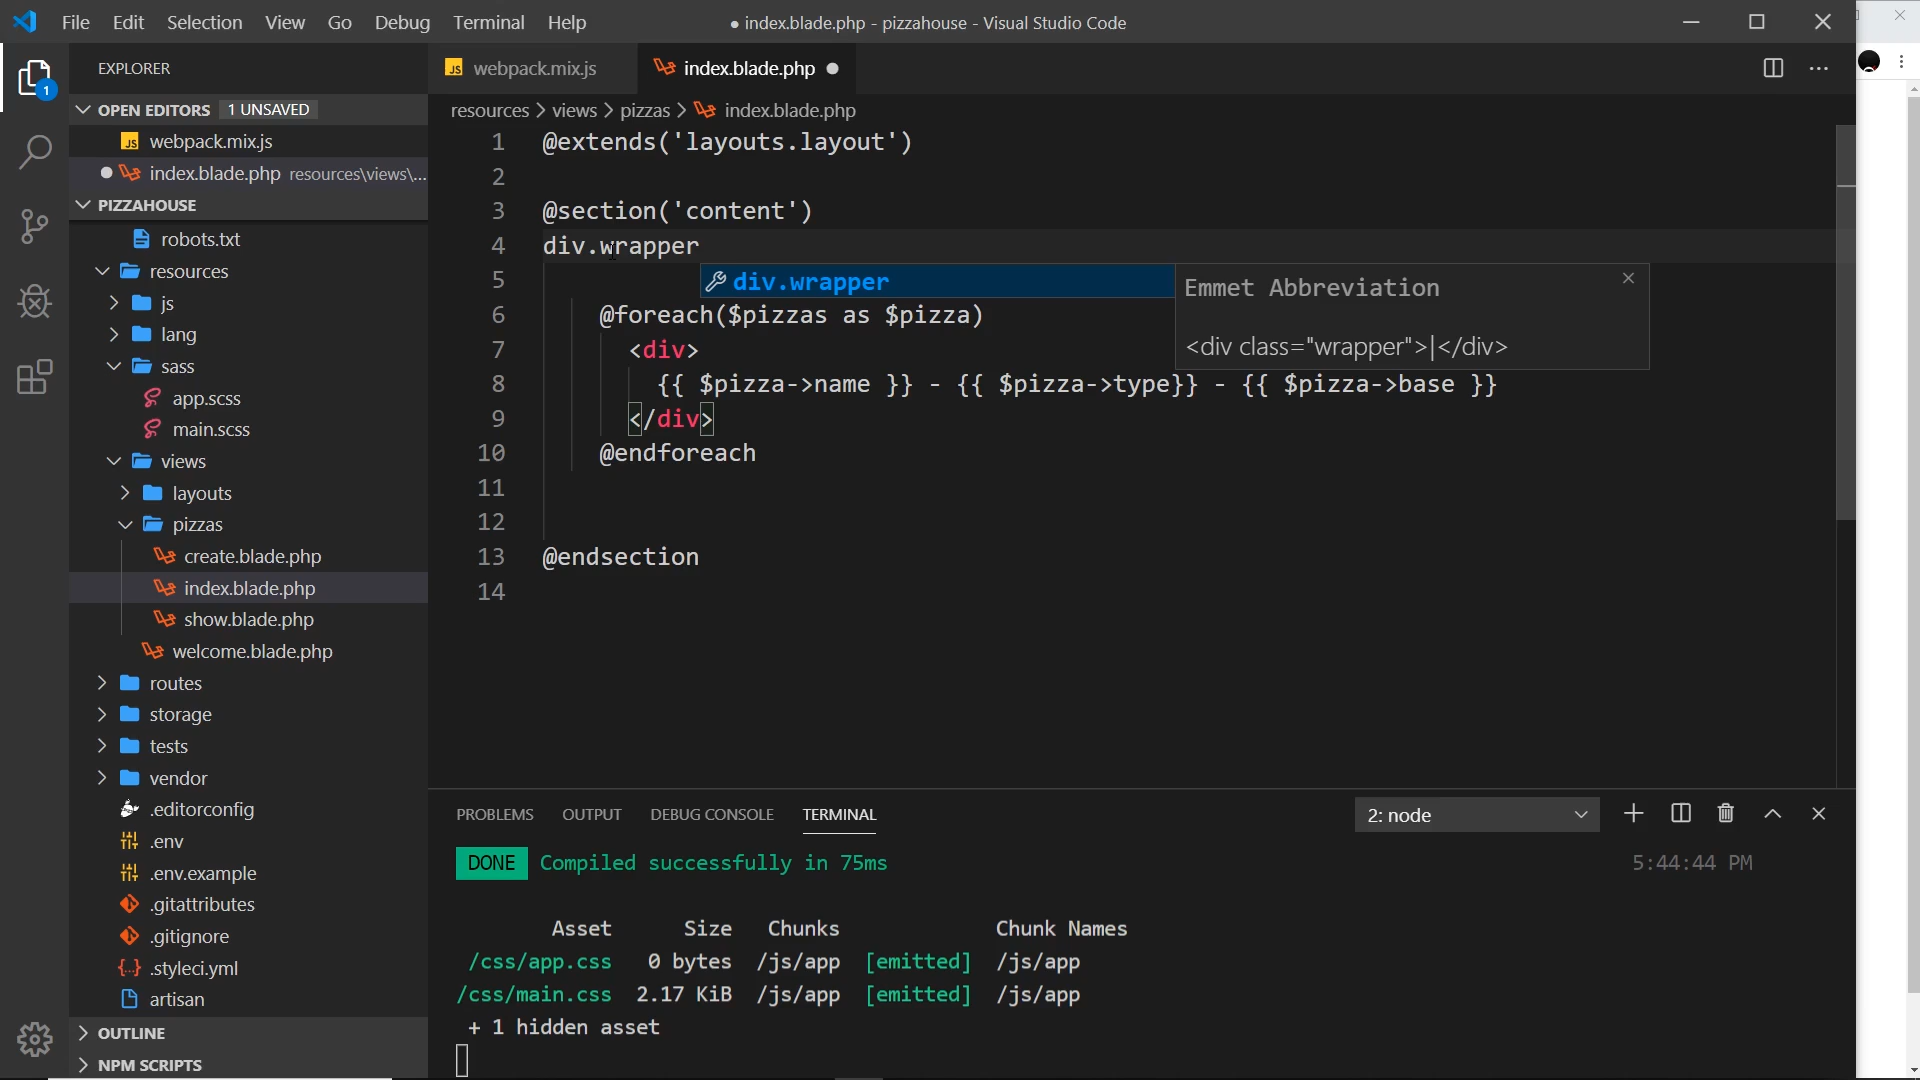 File Edit Selection View Go Debug Terminal Help
● index.blade.php - pizzahouse - Visual Studio Code
EXPLORER
OPEN EDITORS 1 UNSAVED
JS webpack.mix.js
index.blade.php resources\views\...
PIZZAHOUSE
robots.txt
resources
js
lang
sass
app.scss
main.scss
views
layouts
pizzas
create.blade.php
index.blade.php
show.blade.php
welcome.blade.php
routes
storage
tests
vendor
.editorconfig
.env
.env.example
.gitattributes
.gitignore
{...} .styleci.yml
artisan
OUTLINE
NPM SCRIPTS
1
JS webpack.mix.js
index.blade.php
resources > views > pizzas > index.blade.php
1 @extends('layouts.layout')
2
3 @section('content')
4 div.wrapper
5
6 @foreach($pizzas as $pizza)
7 <div>
8 {{ $pizza->name }} - {{ $pizza->type}} - {{ $pizza->base }}
9 </div>
10 @endforeach
11
12
13 @endsection
14
div.wrapper
Emmet Abbreviation
<div class="wrapper">|</div>
PROBLEMS OUTPUT DEBUG CONSOLE TERMINAL
2: node
DONE Compiled successfully in 75ms 5:44:44 PM
Asset Size Chunks Chunk Names
/css/app.css 0 bytes /js/app [emitted] /js/app
/css/main.css 2.17 KiB /js/app [emitted] /js/app
+ 1 hidden asset